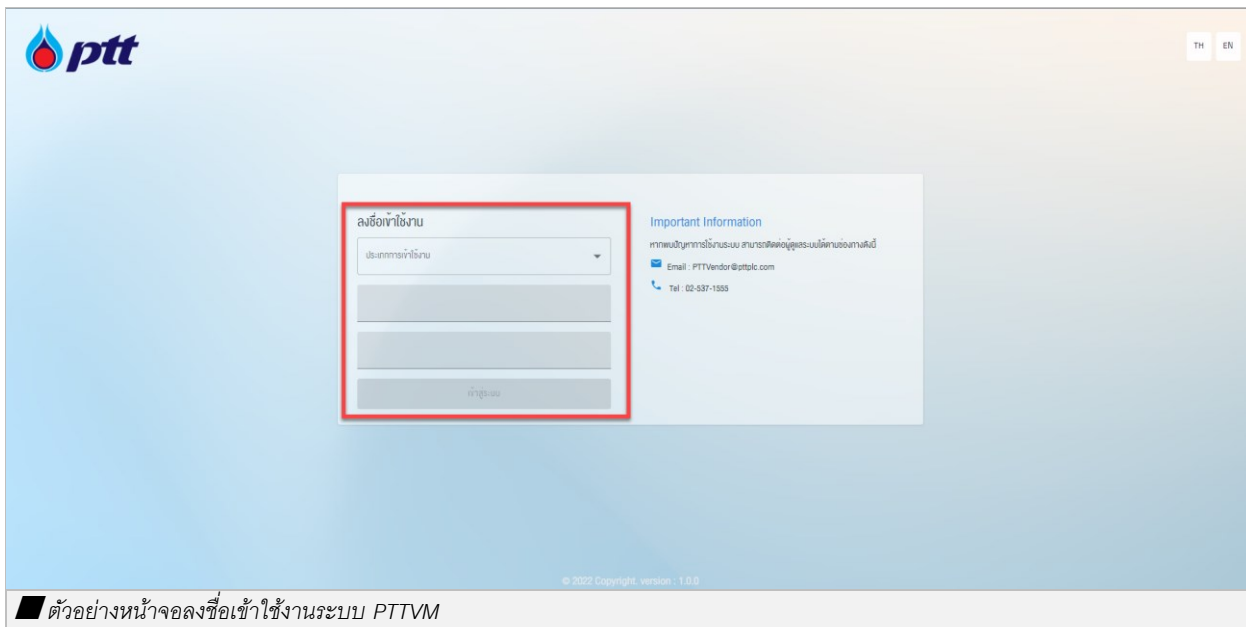 ptt
TH EN
ลงชื่อเข้าใช้งาน
ประเภทการเข้าใช้งาน
เข้าสู่ระบบ
Important Information
หากพบปัญหาการใช้งานระบบ สามารถติดต่อผู้ดูแลระบบได้ตามช่องทางดังนี้
Email : PTTVendor@pttplc.com
Tel : 02-537-1555
© 2022 Copyright. version : 1.0.0
ตัวอย่างหน้าจอลงชื่อเข้าใช้งานระบบ PTTVM